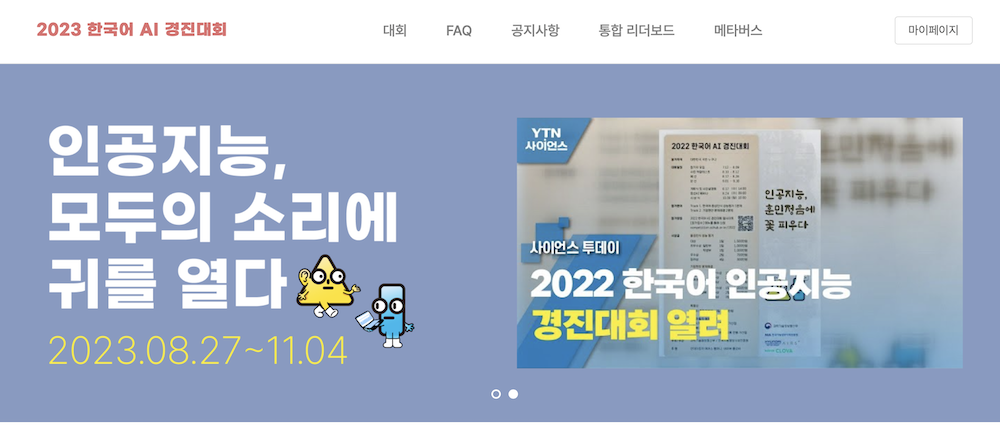 2023 한국어 AI 경진대회
대회
FAQ
공지사항
통합 리더보드
메타버스
마이페이지
인공지능,
모두의 소리에
귀를 열다
2023.08.27~11.04
YTN
사이언스
2022 한국어 AI 경진대회
인공지능,
훈민정음에
꽃 피우다
사이언스 투데이
2022 한국어 인공지능
경진대회 열려